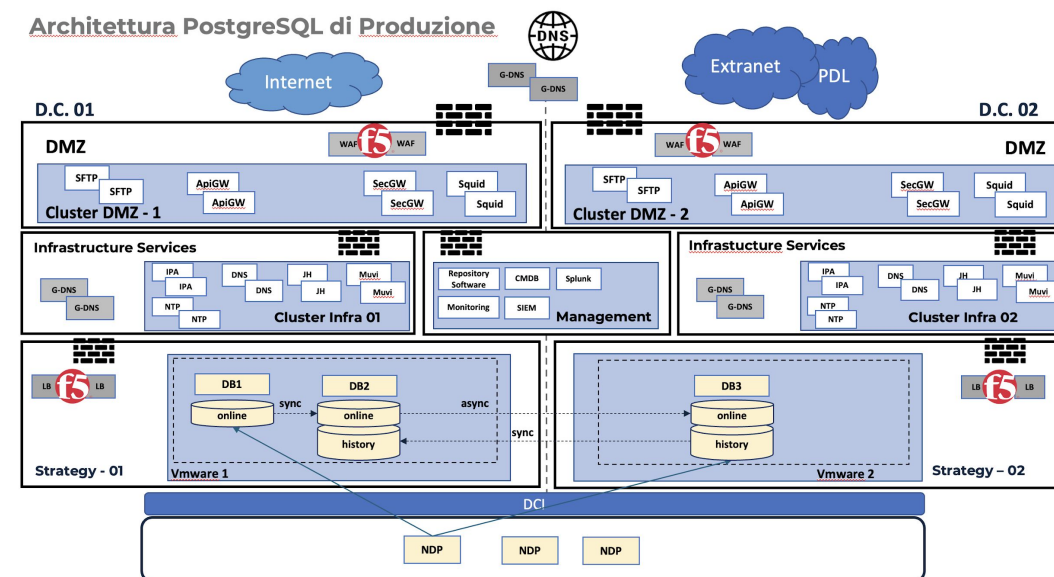 Architettura PostgreSQL di Produzione
DNS
Internet
G-DNS
G-DNS
Extranet
PDL
D.C. 01
D.C. 02
DMZ
WAF
f5
WAF
SFTP
SFTP
ApiGW
ApiGW
SecGW
SecGW
Squid
Squid
Cluster DMZ - 1
WAF
f5
WAF
DMZ
SFTP
SFTP
ApiGW
ApiGW
SecGW
SecGW
Squid
Squid
Cluster DMZ - 2
Infrastructure Services
G-DNS
G-DNS
IPA
IPA
NTP
NTP
DNS
DNS
JH
JH
Muvi
Muvi
Cluster Infra 01
Repository
Software
CMDB
Splunk
Monitoring
SIEM
Management
Infrastucture Services
G-DNS
G-DNS
IPA
IPA
NTP
NTP
DNS
DNS
JH
JH
Muvi
Muvi
Cluster Infra 02
LB
f5
LB
DB1
online
sync
DB2
online
history
async
sync
Strategy - 01
Vmware 1
DB3
online
history
LB
f5
LB
Vmware 2
Strategy – 02
DCI
NDP
NDP
NDP